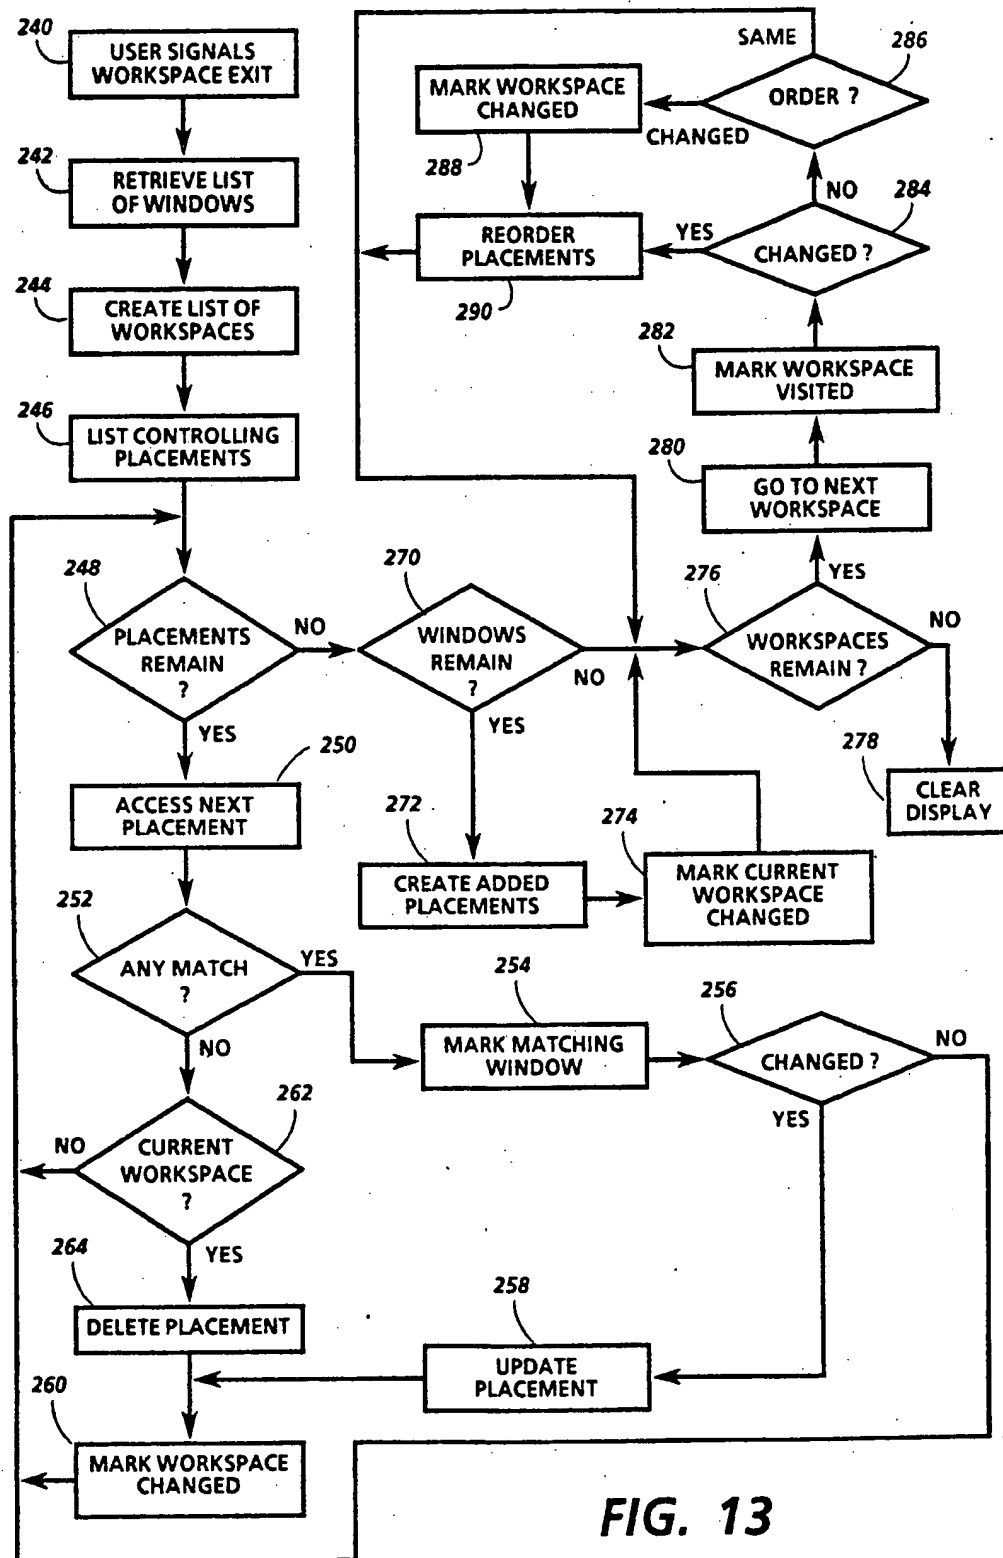 240
USER SIGNALS
WORKSPACE EXIT
242
RETRIEVE LIST
OF WINDOWS
244
CREATE LIST OF
WORKSPACES
246
LIST CONTROLLING
PLACEMENTS
248
PLACEMENTS
REMAIN
?
NO
YES
250
ACCESS NEXT
PLACEMENT
252
ANY MATCH
?
YES
NO
262
CURRENT
WORKSPACE
?
NO
YES
264
DELETE PLACEMENT
260
MARK WORKSPACE
CHANGED
254
MARK MATCHING
WINDOW
256
CHANGED ?
NO
YES
258
UPDATE
PLACEMENT
270
WINDOWS
REMAIN
?
NO
YES
272
CREATE ADDED
PLACEMENTS
274
MARK CURRENT
WORKSPACE
CHANGED
276
WORKSPACES
REMAIN ?
NO
YES
278
CLEAR
DISPLAY
280
GO TO NEXT
WORKSPACE
282
MARK WORKSPACE
VISITED
284
CHANGED ?
YES
NO
286
ORDER ?
SAME
CHANGED
288
MARK WORKSPACE
CHANGED
290
REORDER
PLACEMENTS
FIG. 13